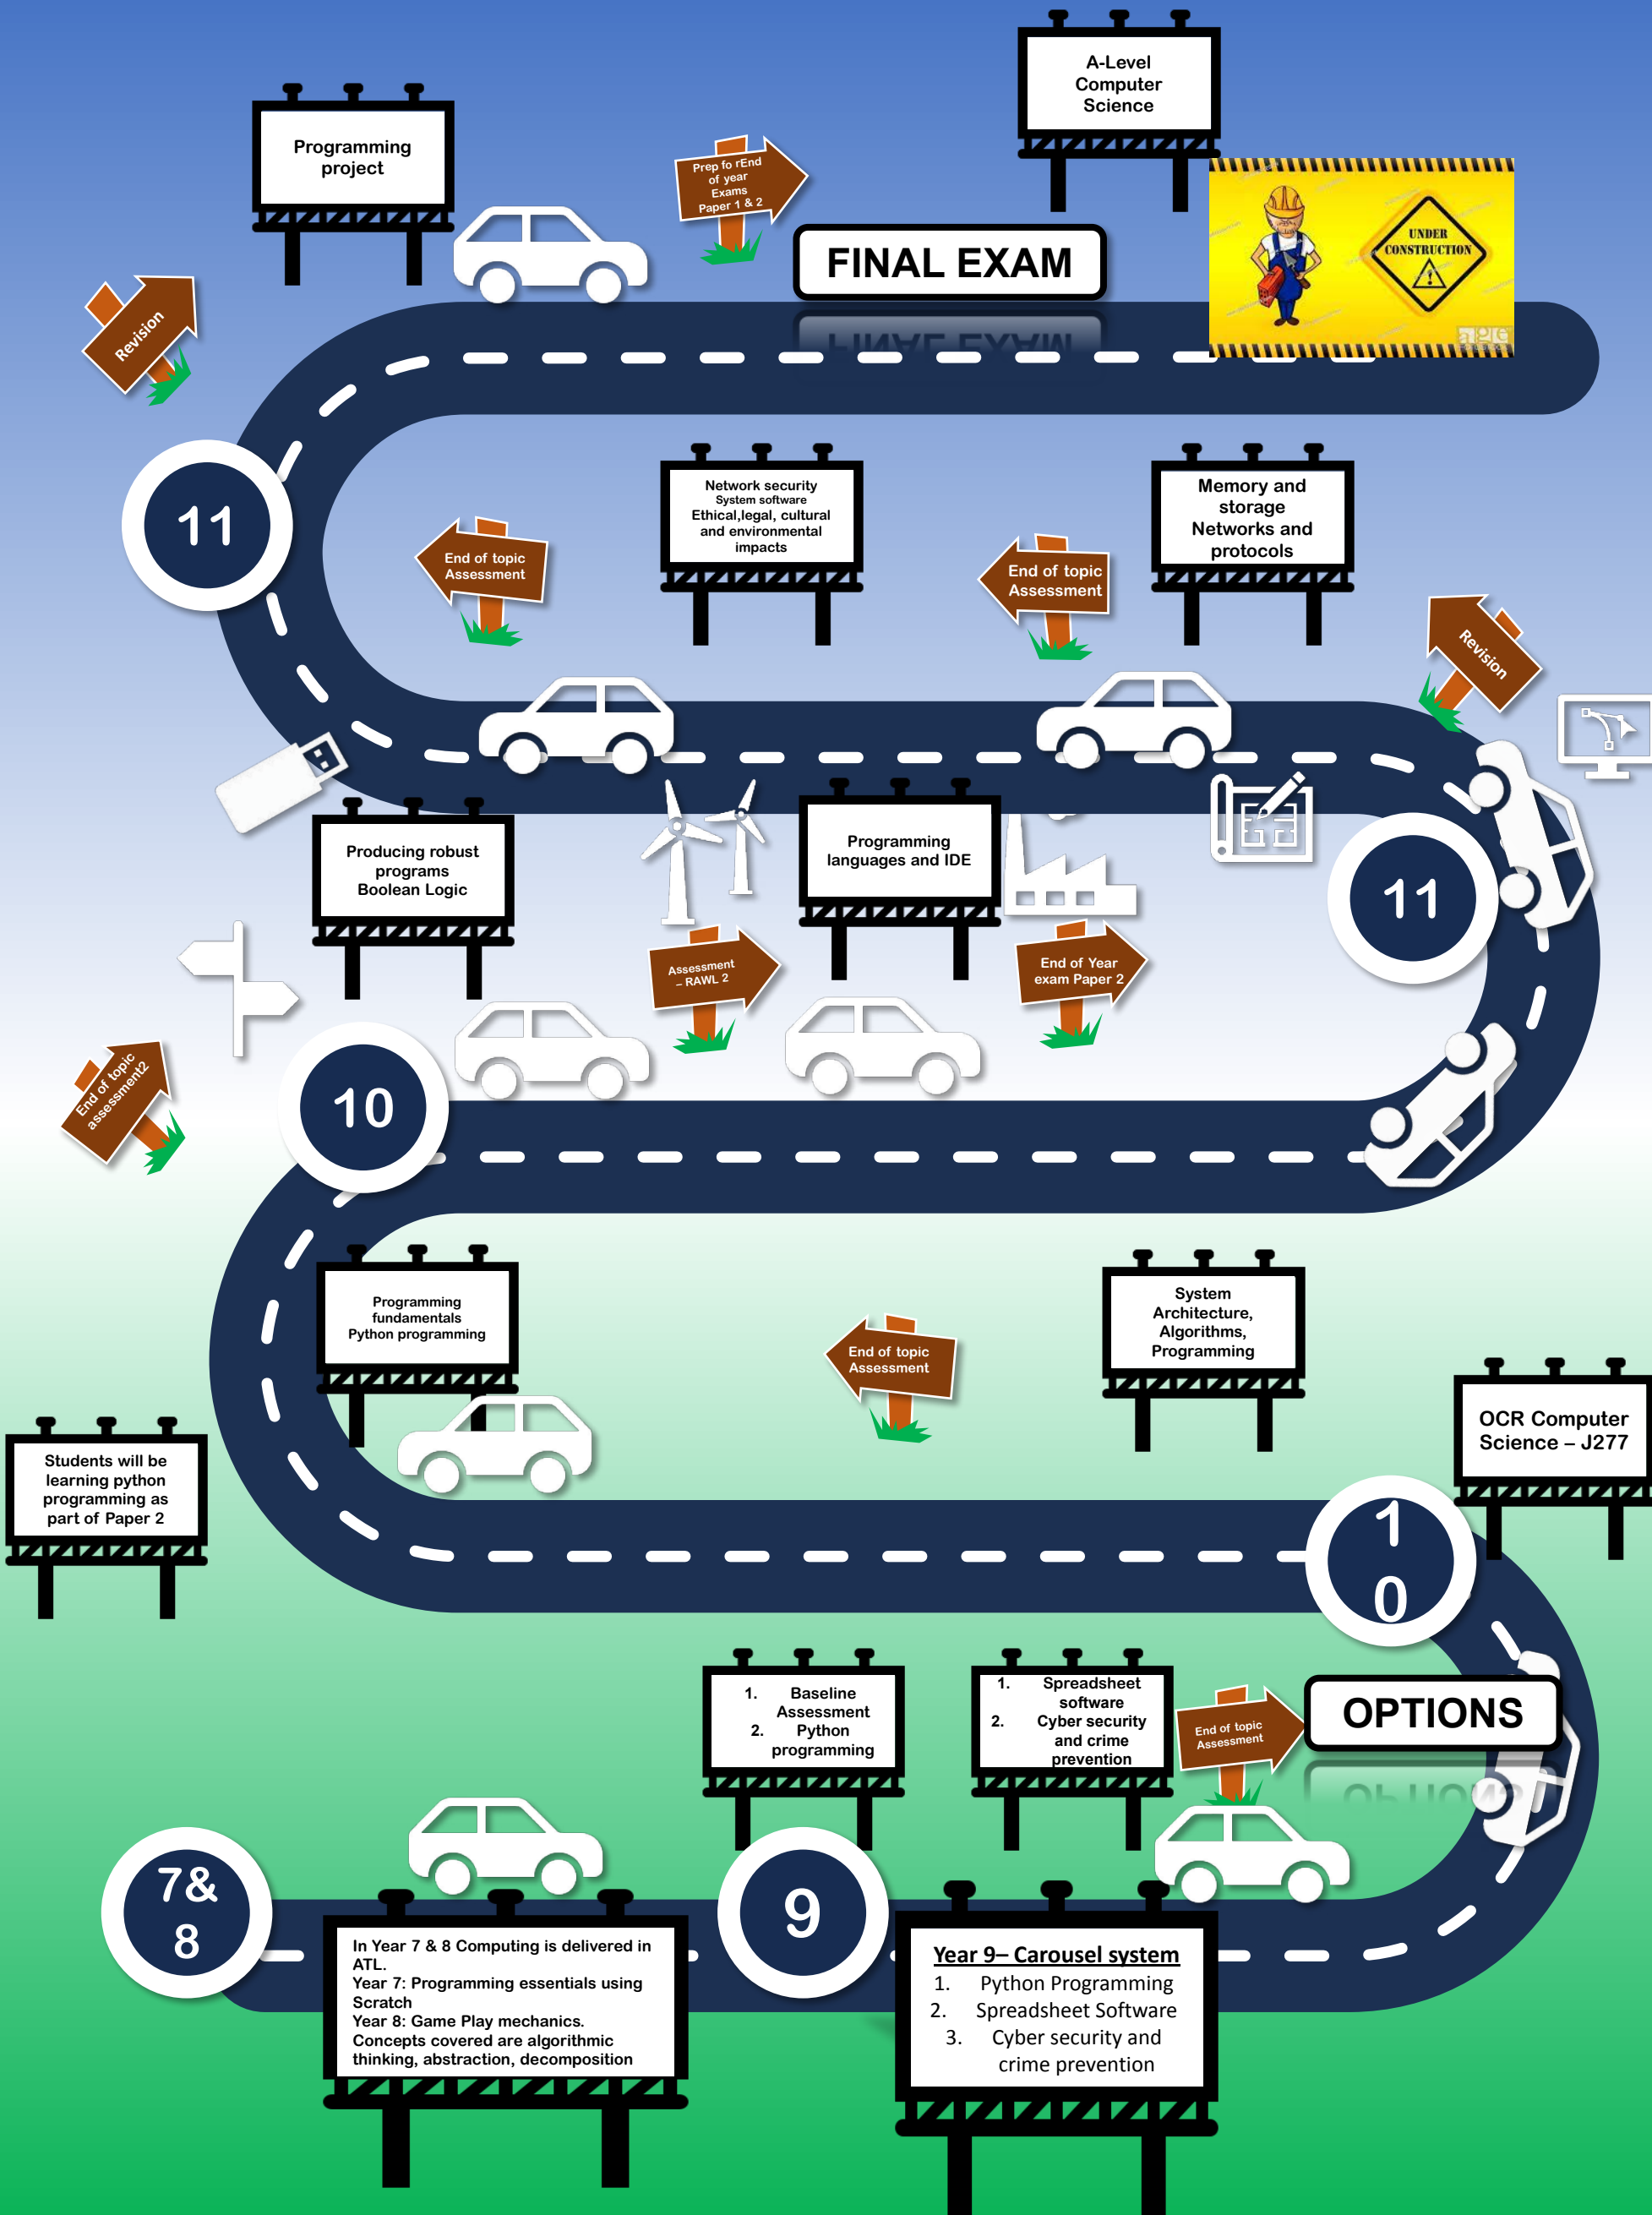 A-Level
Computer
Science
Programming
project
Prep fo rEnd
of year
Exams
Paper 1 & 2
UNDER
CONSTRUCTION
age
FINAL EXAM
Revision
11
Network security
System software
Ethical,legal, cultural
and environmental
impacts
Memory and
storage
Networks and
protocols
End of topic
Assessment
End of topic
Assessment
Revision
Producing robust
programs
Boolean Logic
Programming
languages and IDE
11
Assessment
– RAWL 2
End of Year
exam Paper 2
End of topic
assessment2
10
Programming
fundamentals
Python programming
End of topic
Assessment
System
Architecture,
Algorithms,
Programming
OCR Computer
Science – J277
Students will be
learning python
programming as
part of Paper 2
1
0
1. Baseline
Assessment
2. Python
programming
1. Spreadsheet
software
2. Cyber security
and crime
prevention
End of topic
Assessment
OPTIONS
7&
8
9
In Year 7 & 8 Computing is delivered in
ATL.
Year 7: Programming essentials using
Scratch
Year 8: Game Play mechanics.
Concepts covered are algorithmic
thinking, abstraction, decomposition
Year 9– Carousel system
1. Python Programming
2. Spreadsheet Software
3. Cyber security and
crime prevention